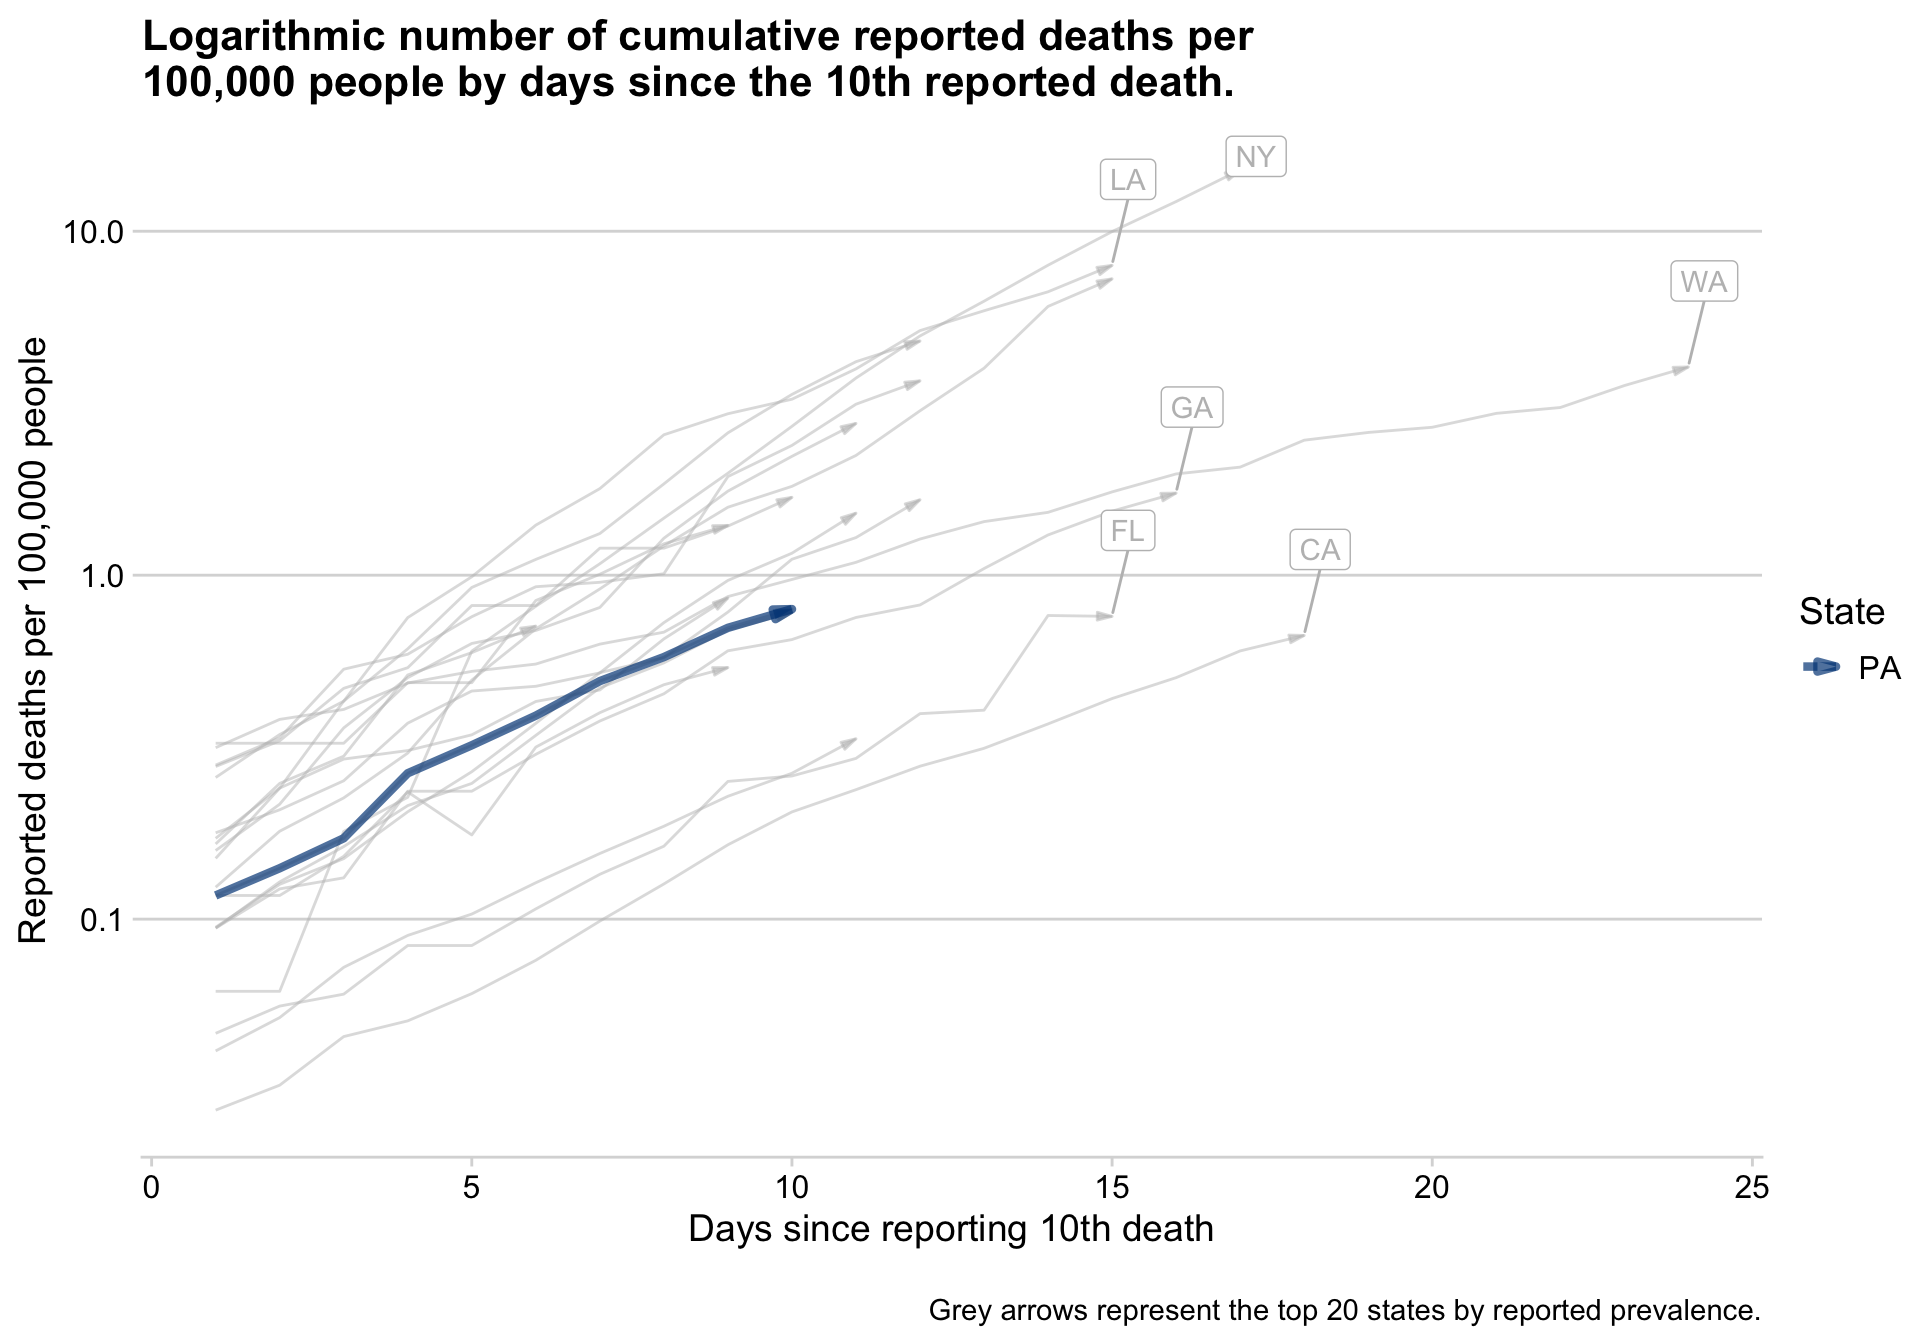 Logarithmic number of cumulative reported deaths per
100,000 people by days since the 10th reported death.
Reported deaths per 100,000 people
10.0
1.0
0.1
NY
LA
WA
GA
FL
CA
State
PA
0 5 10 15 20 25
Days since reporting 10th death
Grey arrows represent the top 20 states by reported prevalence.